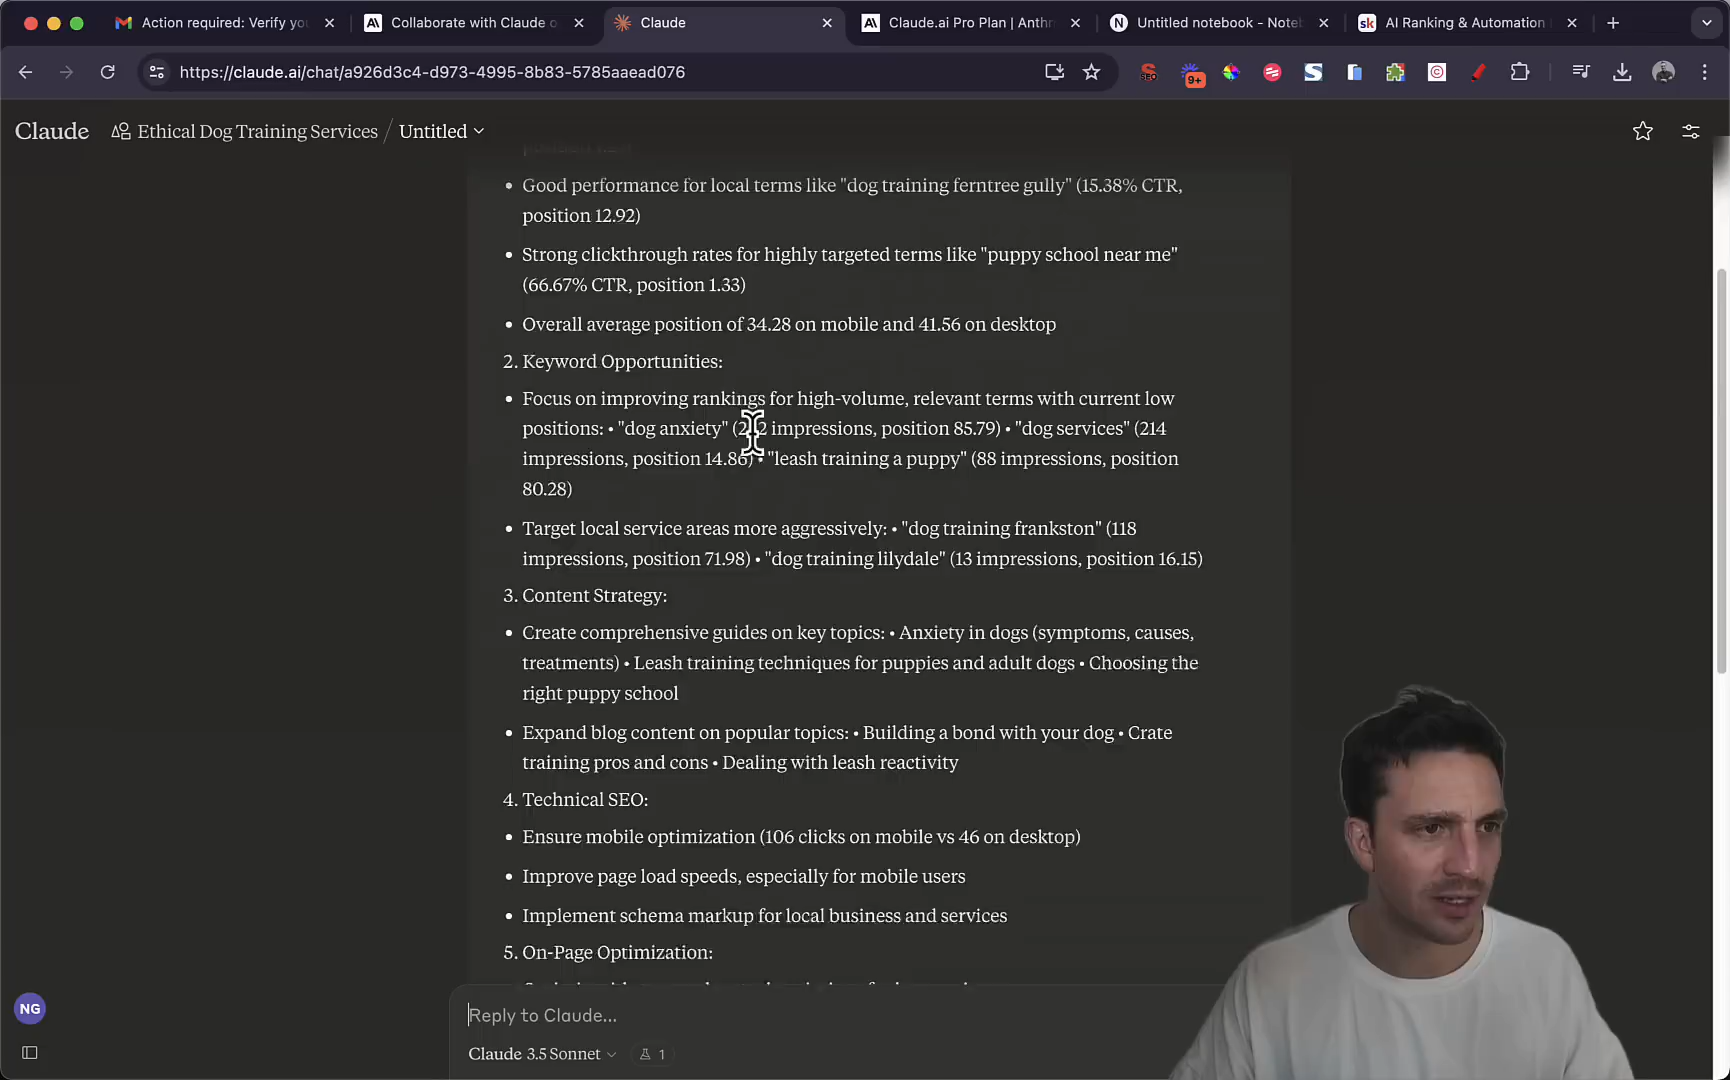 Action required: Verify yo
Collaborate with Claude o
Claude
Claude.ai Pro Plan | Anthr
Untitled notebook - Noteb
AI Ranking & Automation
https://claude.ai/chat/a926d3c4-d973-4995-8b83-5785aaead076
SEO
9+
Claude
Ethical Dog Training Services / Untitled
• Good performance for local terms like "dog training ferntree gully" (15.38% CTR,
position 12.92)
• Strong clickthrough rates for highly targeted terms like "puppy school near me"
(66.67% CTR, position 1.33)
• Overall average position of 34.28 on mobile and 41.56 on desktop
2. Keyword Opportunities:
• Focus on improving rankings for high-volume, relevant terms with current low
positions: • "dog anxiety" ( impressions, position 85.79) • "dog services" (214
impressions, position 14.86) • "leash training a puppy" (88 impressions, position
80.28)
• Target local service areas more aggressively: • "dog training frankston" (118
impressions, position 71.98) • "dog training lilydale" (13 impressions, position 16.15)
3. Content Strategy:
• Create comprehensive guides on key topics: • Anxiety in dogs (symptoms, causes,
treatments) • Leash training techniques for puppies and adult dogs • Choosing the
right puppy school
• Expand blog content on popular topics: • Building a bond with your dog • Crate
training pros and cons • Dealing with leash reactivity
4. Technical SEO:
• Ensure mobile optimization (106 clicks on mobile vs 46 on desktop)
• Improve page load speeds, especially for mobile users
• Implement schema markup for local business and services
5. On-Page Optimization:
NG
Reply to Claude...
Claude 3.5 Sonnet
1